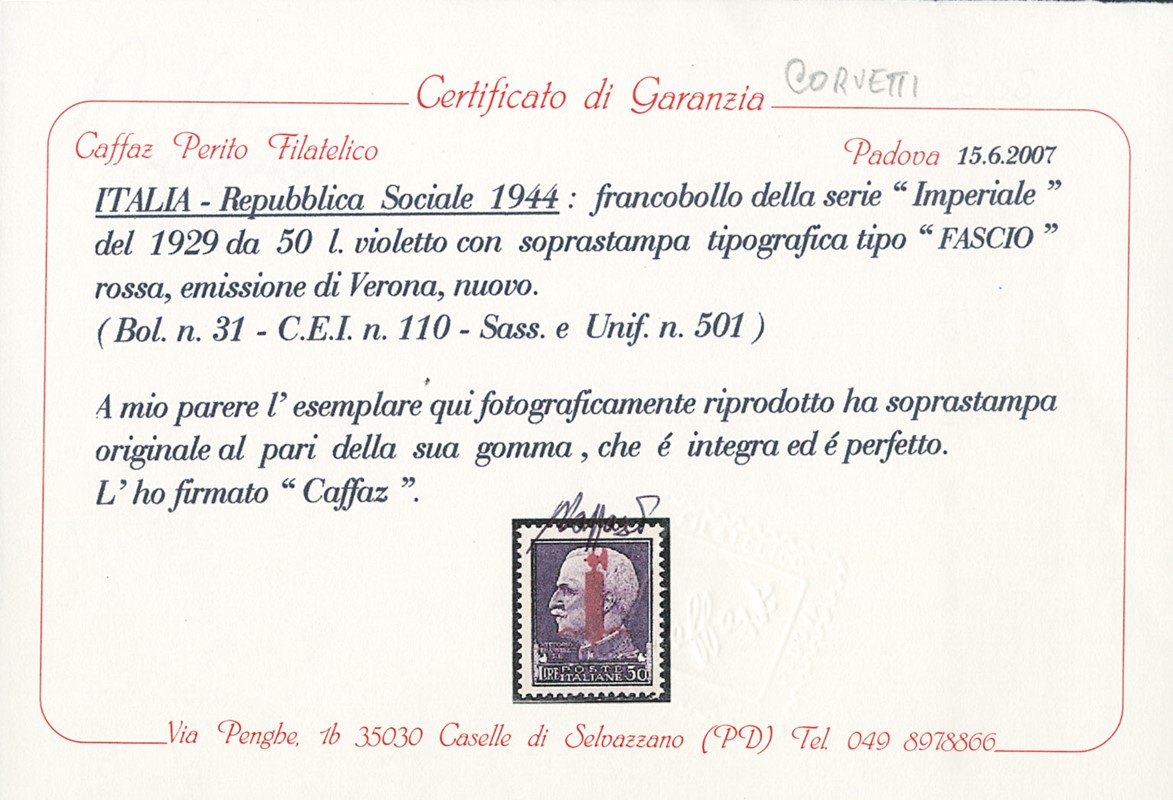 Certificato di Garanzia CORVETTI
Caffaz Perito Filatelico Padova 15.6.2007
ITALIA - Repubblica Sociale 1944 : francobollo della serie “ Imperiale ”
del 1929 da 50 l. violetto con soprastampa tipografica tipo “ FASCIO ”
rossa, emissione di Verona, nuovo.
( Bol. n. 31 - C.E.I. n. 110 - Sass. e Unif. n. 501 )
A mio parere l’ esemplare qui fotograficamente riprodotto ha soprastampa
originale al pari della sua gomma , che é integra ed é perfetto.
L’ ho firmato “ Caffaz ”.
POSTE
LIRE ITALIANE 50
Via Penghe, 1b 35030 Caselle di Selvazzano (PD) Tel. 049 8978866